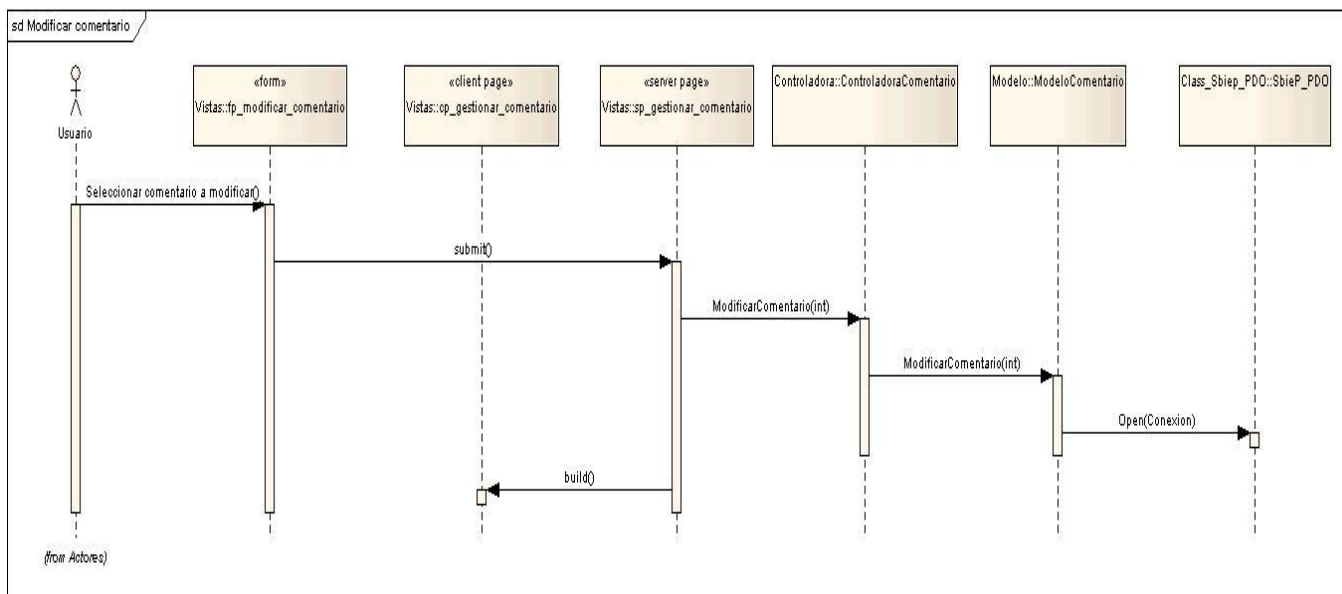 sd Modificar comentario
Usuario
«form»
Vistas::fp_modificar_comentario
«client page»
Vistas::cp_gestionar_comentario
«server page»
Vistas::sp_gestionar_comentario
Controladora::ControladoraComentario
Modelo::ModeloComentario
Class_Sbiep_PDO::SbieP_PDO
Seleccionar comentario a modificar()
submit()
ModificarComentario(int)
ModificarComentario(int)
Open(Conexion)
build()
(from Actores)